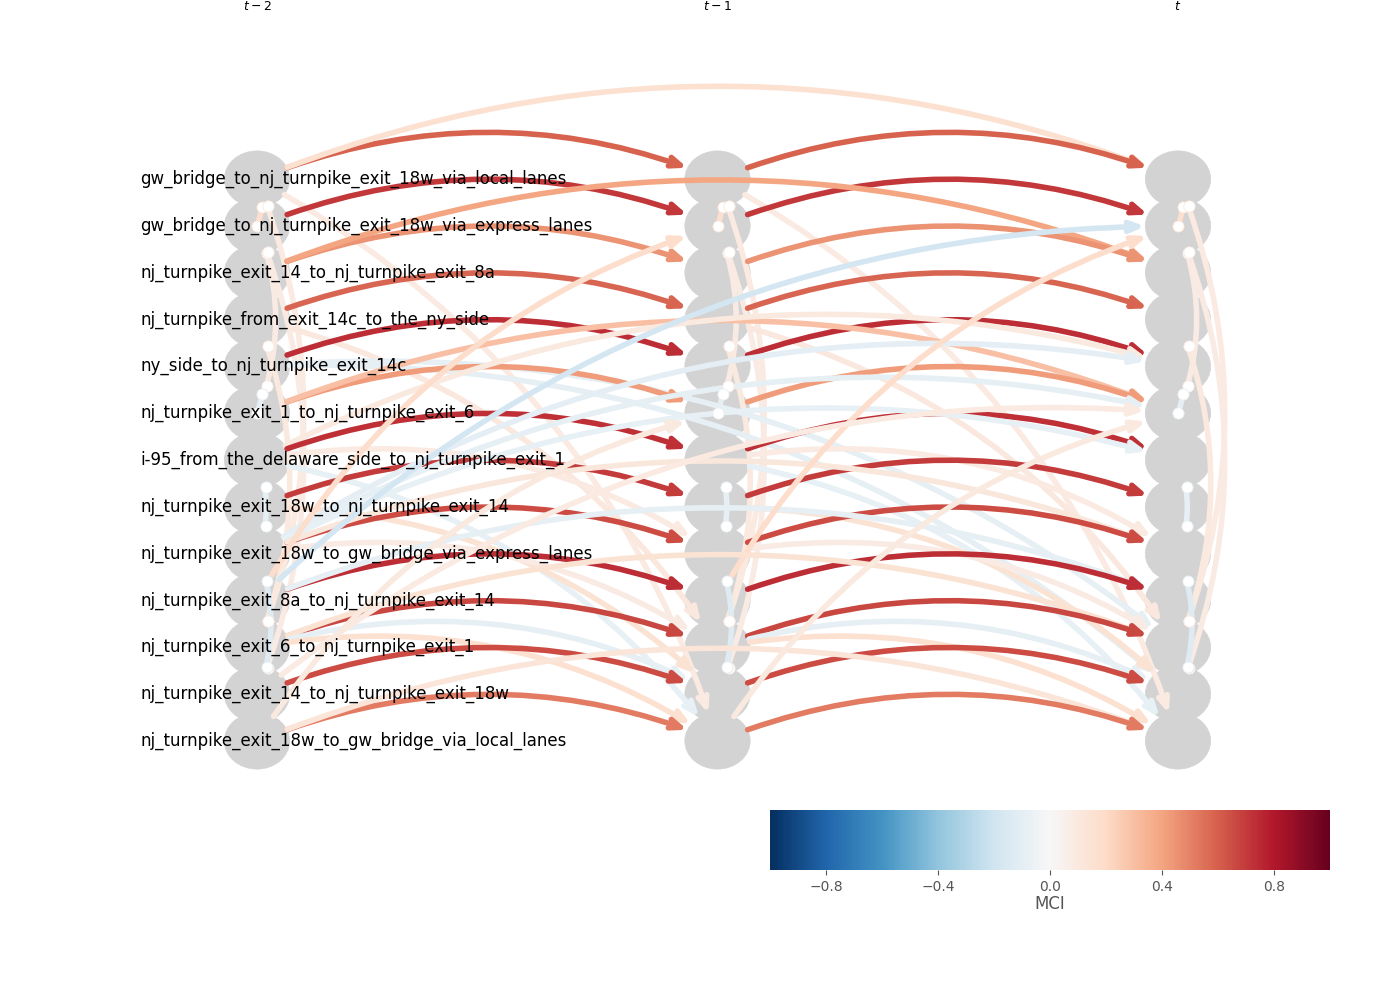 t − 2 t − 1 t
gw_bridge_to_nj_turnpike_exit_18w_via_local_lanes
gw_bridge_to_nj_turnpike_exit_18w_via_express_lanes
nj_turnpike_exit_14_to_nj_turnpike_exit_8a
nj_turnpike_from_exit_14c_to_the_ny_side
ny_side_to_nj_turnpike_exit_14c
nj_turnpike_exit_1_to_nj_turnpike_exit_6
i-95_from_the_delaware_side_to_nj_turnpike_exit_1
nj_turnpike_exit_18w_to_nj_turnpike_exit_14
nj_turnpike_exit_18w_to_gw_bridge_via_express_lanes
nj_turnpike_exit_8a_to_nj_turnpike_exit_14
nj_turnpike_exit_6_to_nj_turnpike_exit_1
nj_turnpike_exit_14_to_nj_turnpike_exit_18w
nj_turnpike_exit_18w_to_gw_bridge_via_local_lanes
−0.8 −0.4 0.0 0.4 0.8
MCI